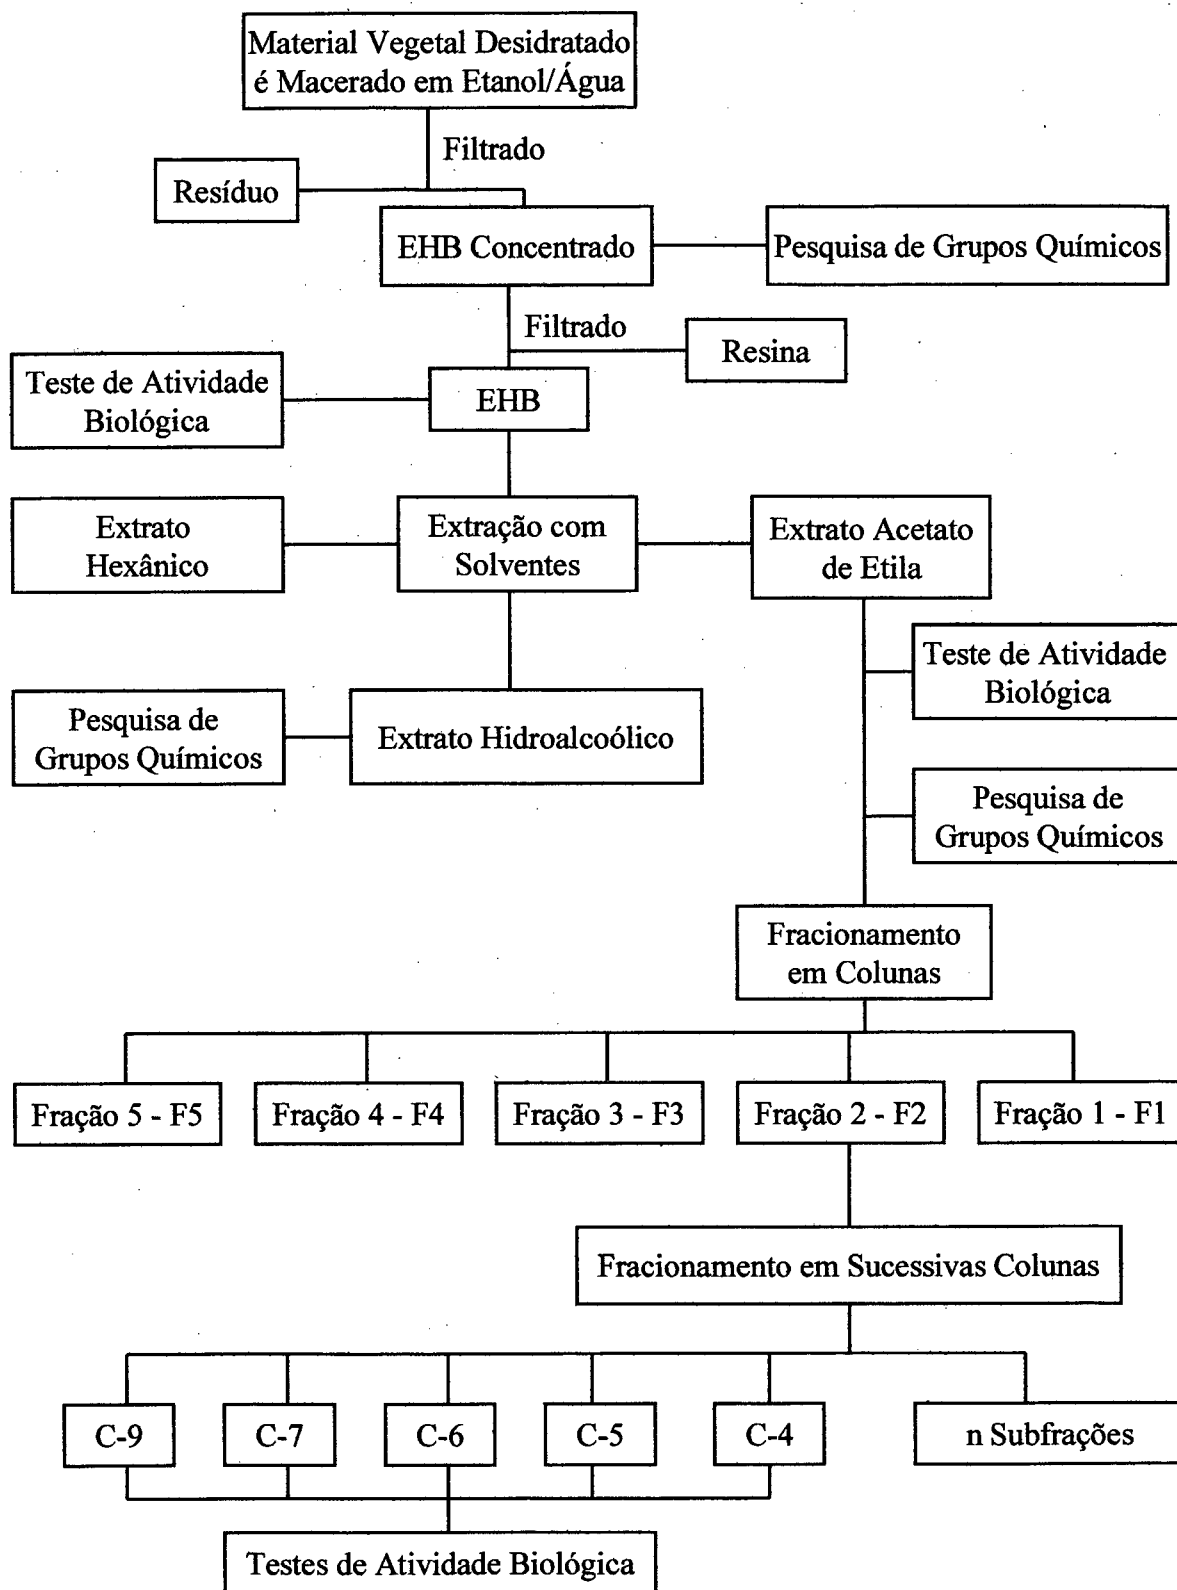 Material Vegetal Desidratado
é Macerado em Etanol/Água
Filtrado
Resíduo
EHB Concentrado
Pesquisa de Grupos Químicos
Filtrado
Resina
Teste de Atividade
Biológica
EHB
Extrato
Hexânico
Extração com
Solventes
Extrato Acetato
de Etila
Teste de Atividade
Biológica
Pesquisa de
Grupos Químicos
Extrato Hidroalcoólico
Pesquisa de
Grupos Químicos
Fracionamento
em Colunas
Fração 5 - F5
Fração 4 - F4
Fração 3 - F3
Fração 2 - F2
Fração 1 - F1
Fracionamento em Sucessivas Colunas
C-9
C-7
C-6
C-5
C-4
n Subfrações
Testes de Atividade Biológica